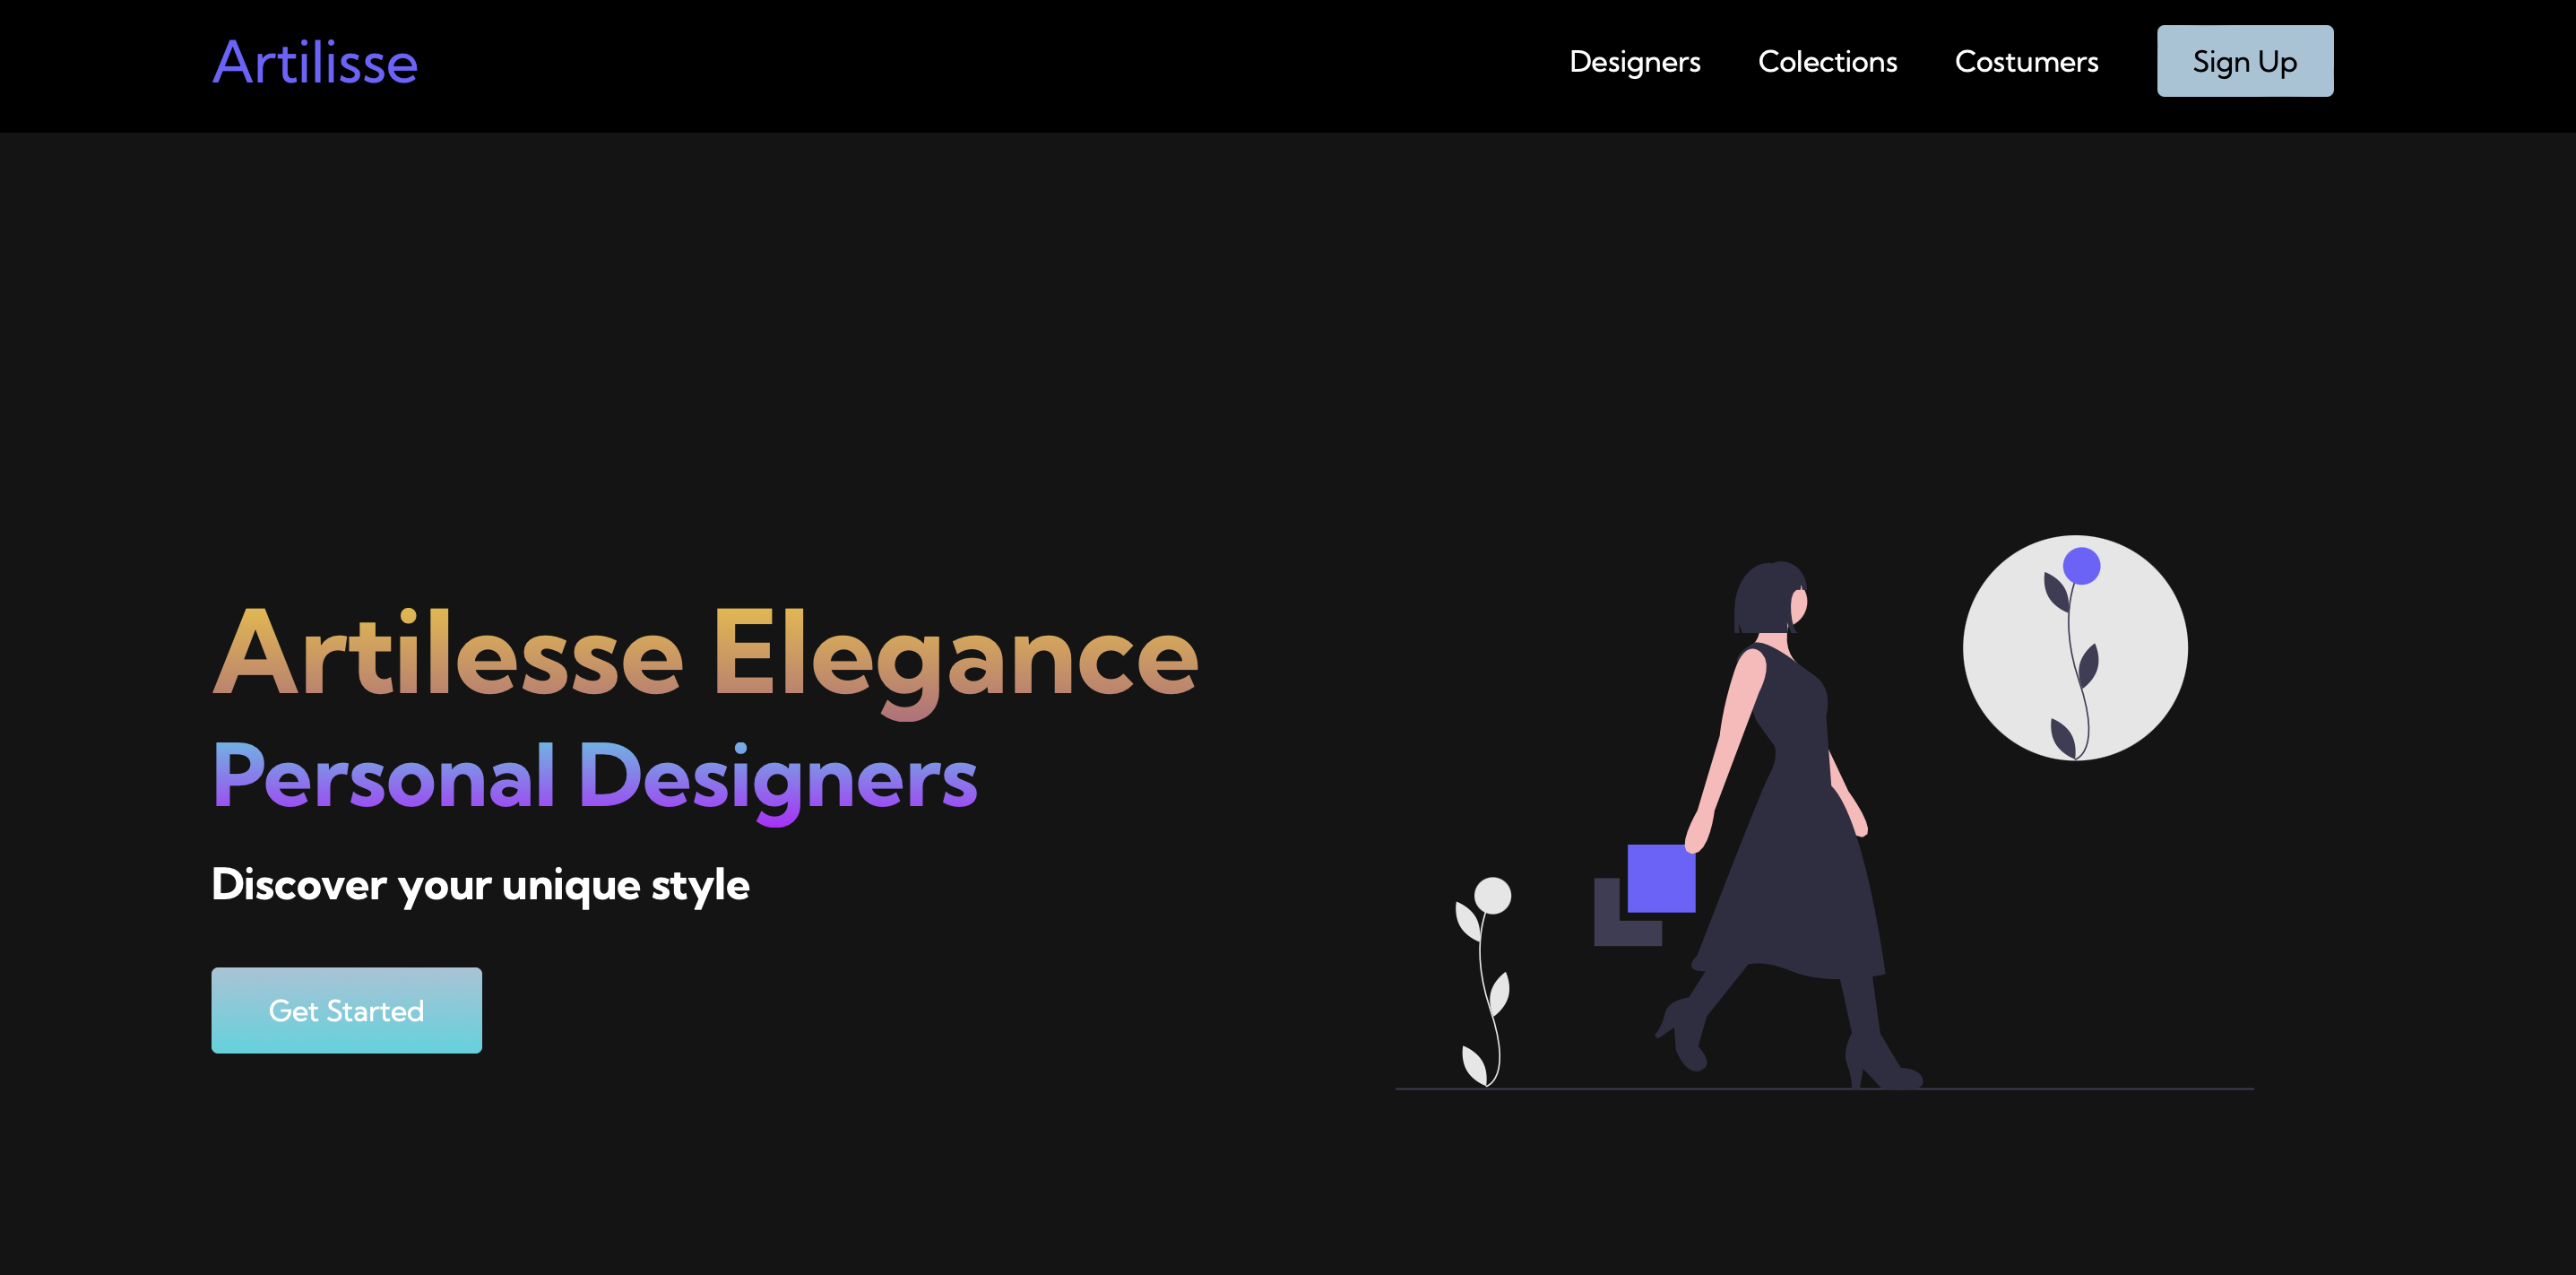 Artilisse
Designers
Colections
Costumers
Sign Up
Artilesse Elegance
Personal Designers
Discover your unique style
Get Started